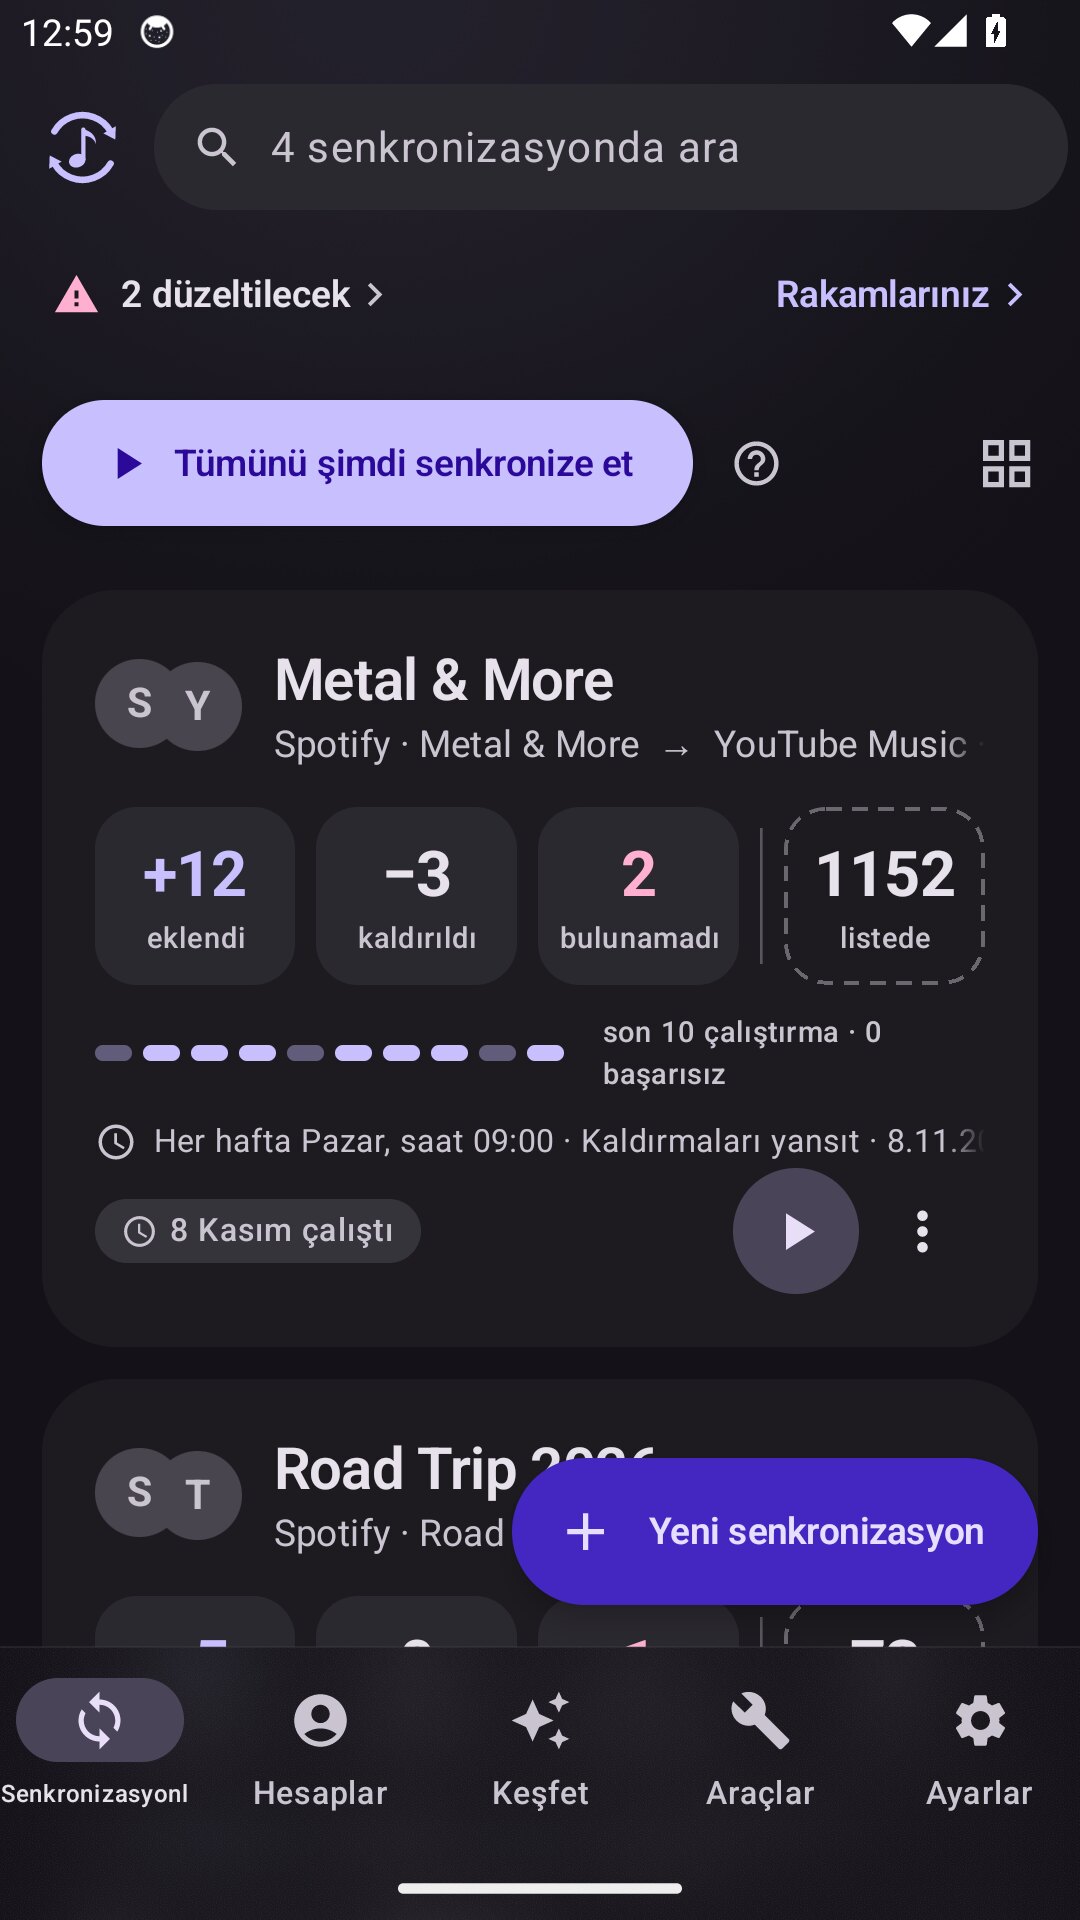 12:59
4 senkronizasyonda ara
2 düzeltilecek
Rakamlarınız
Tümünü şimdi senkronize et
S Y
Metal & More
Spotify · Metal & More → YouTube Music
+12
−3
2
1152
eklendi
kaldırıldı
bulunamadı
listede
son 10 çalıştırma · 0
başarısız
Her hafta Pazar, saat 09:00 · Kaldırmaları yansıt · 8.11.20
8 Kasım çalıştı
S T
Road Trip
Spotify · Road
Yeni senkronizasyon
Senkronizasyonl
Hesaplar
Keşfet
Araçlar
Ayarlar